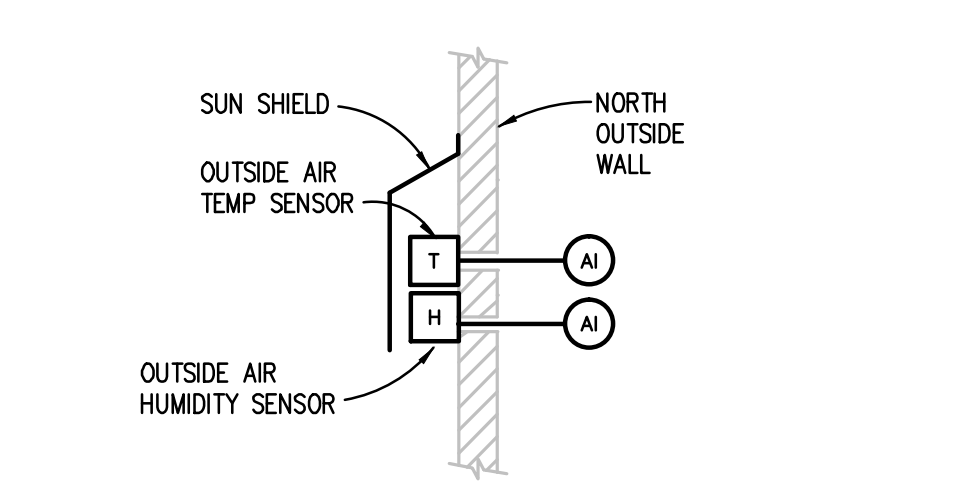 SUN SHIELD
NORTH
OUTSIDE
WALL
OUTSIDE AIR
TEMP SENSOR
T
AI
H
AI
OUTSIDE AIR
HUMIDITY SENSOR